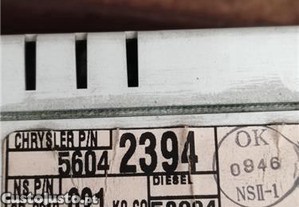 CHRYSLER P/N
5604 2394
OK
0946
NSII-1
NS P/N
DIESEL
CustoJusto.pt